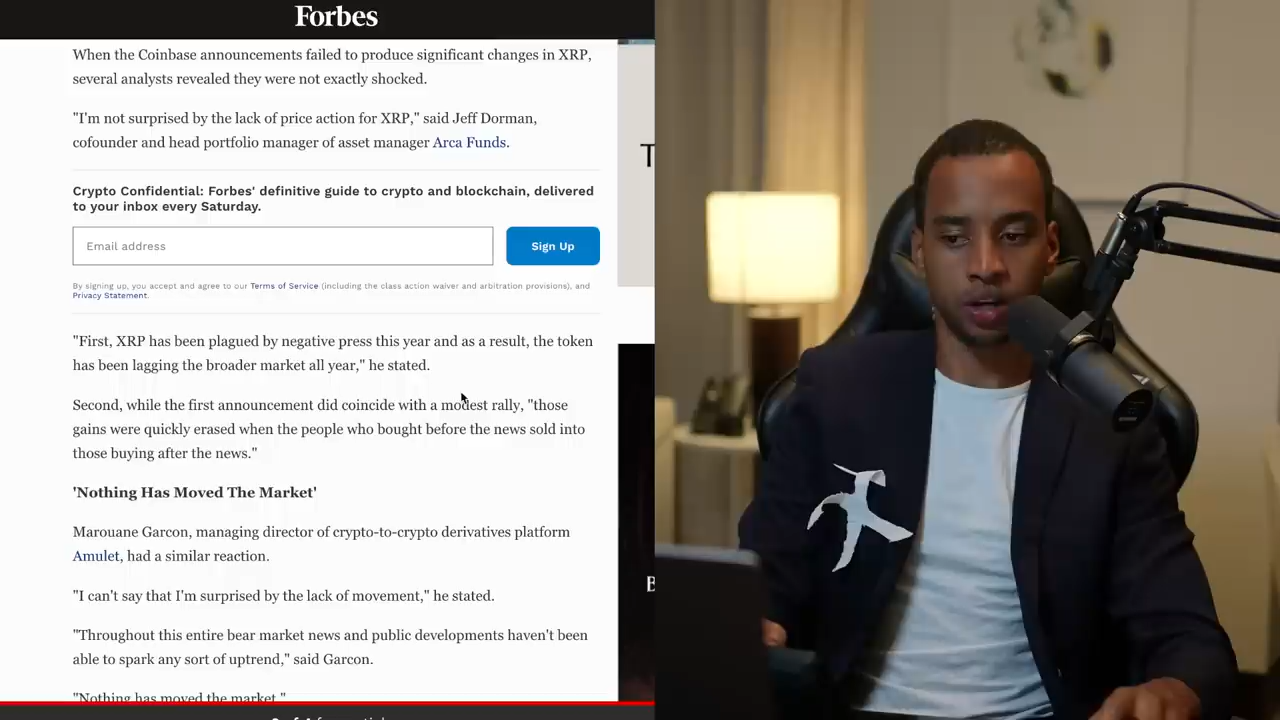 Forbes
When the Coinbase announcements failed to produce significant changes in XRP,
several analysts revealed they were not exactly shocked.
"I'm not surprised by the lack of price action for XRP," said Jeff Dorman,
cofounder and head portfolio manager of asset manager Arca Funds.
Crypto Confidential: Forbes' definitive guide to crypto and blockchain, delivered
to your inbox every Saturday.
Email address
Sign Up
By signing up, you accept and agree to our Terms of Service (including the class action waiver and arbitration provisions), and
Privacy Statement.
"First, XRP has been plagued by negative press this year and as a result, the token
has been lagging the broader market all year," he stated.
Second, while the first announcement did coincide with a modest rally, "those
gains were quickly erased when the people who bought before the news sold into
those buying after the news."
'Nothing Has Moved The Market'
Marouane Garcon, managing director of crypto-to-crypto derivatives platform
Amulet, had a similar reaction.
"I can't say that I'm surprised by the lack of movement," he stated.
"Throughout this entire bear market news and public developments haven't been
able to spark any sort of uptrend," said Garcon.
"Nothing has moved the market."